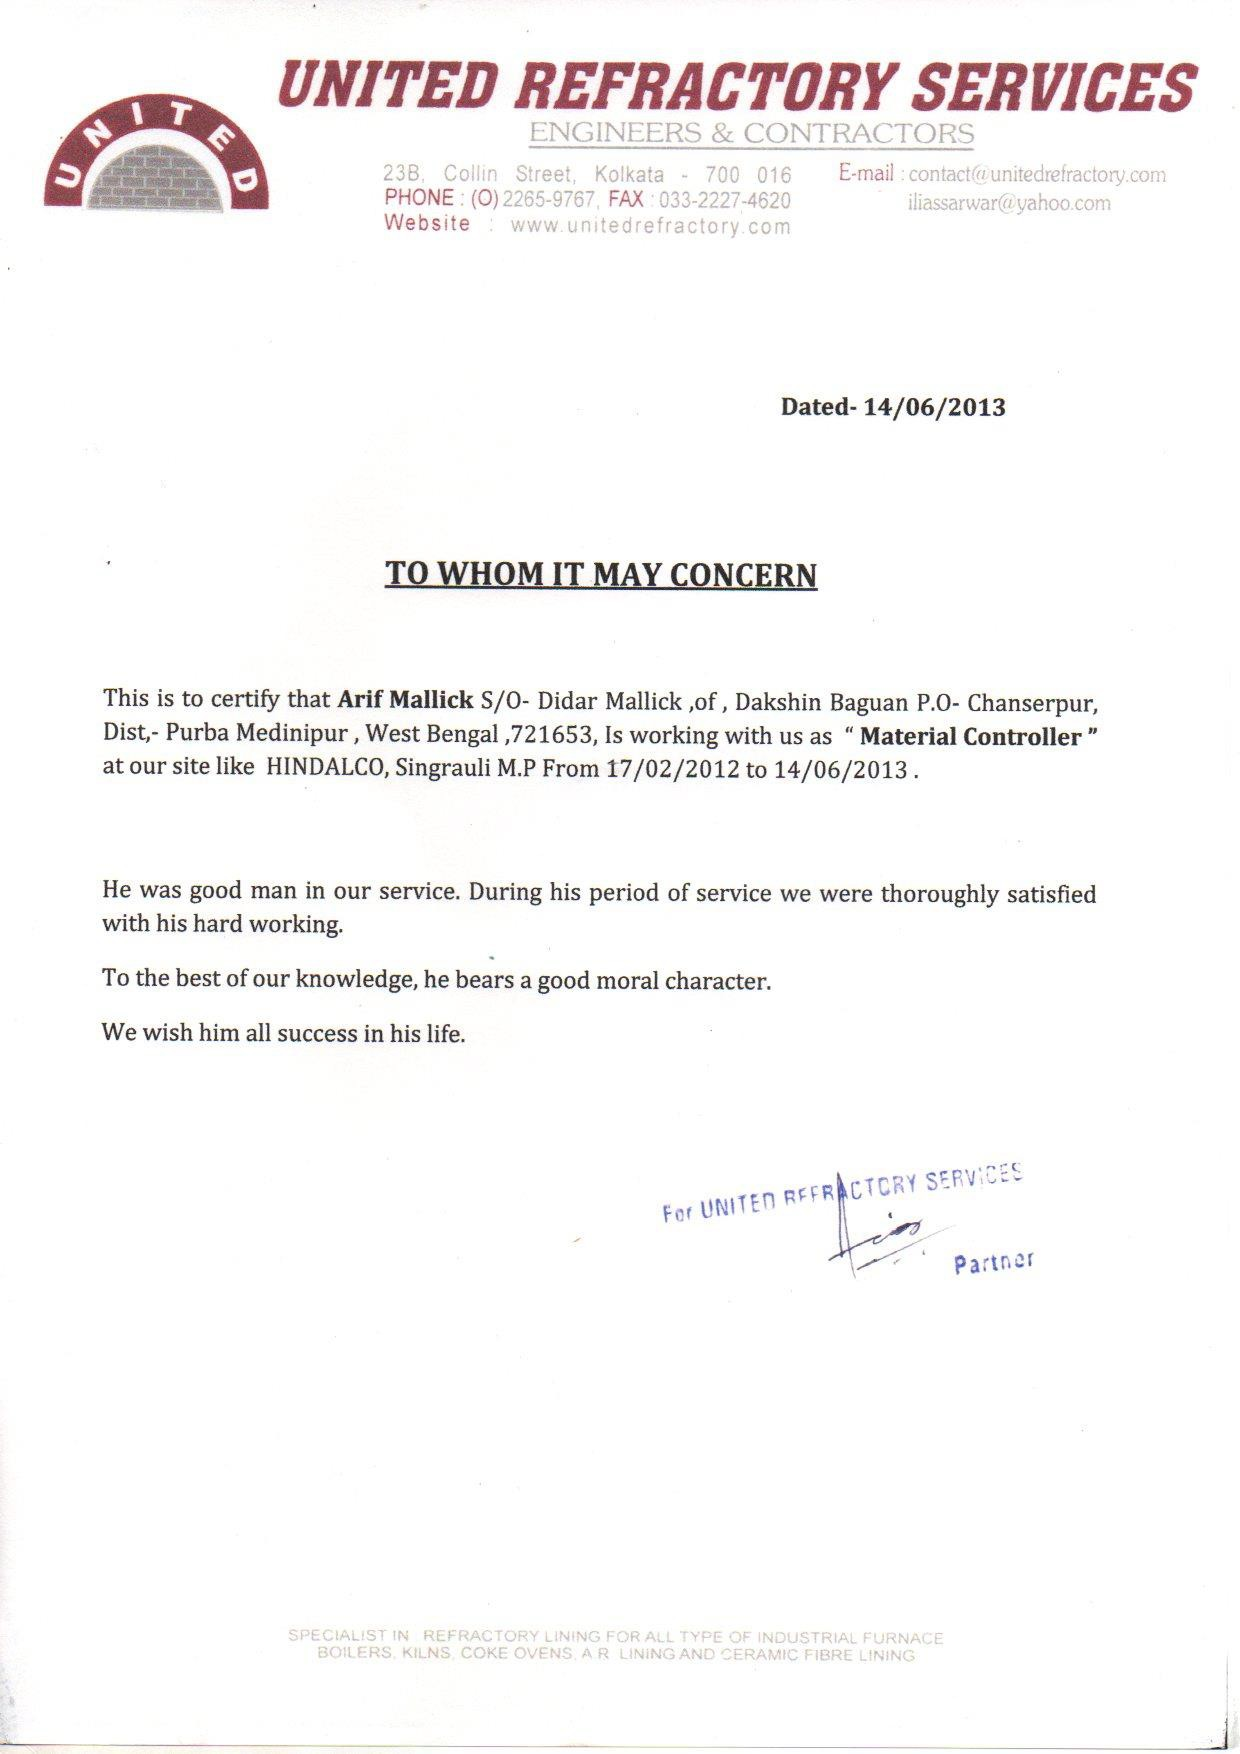 UNITED REFRACTORY SERVICES
UNITED
ENGINEERS & CONTRACTORS
23B, Collin Street, Kolkata - 700 016
PHONE : (O) 2265-9767, FAX : 033-2227-4620
Website : www.unitedrefractory.com
E-mail : contact@unitedrefractory.com
iliassarwar@yahoo.com
Dated- 14/06/2013
TO WHOM IT MAY CONCERN
This is to certify that Arif Mallick S/O- Didar Mallick ,of , Dakshin Baguan P.O- Chanserpur,
Dist,- Purba Medinipur , West Bengal ,721653, Is working with us as “ Material Controller ”
at our site like HINDALCO, Singrauli M.P From 17/02/2012 to 14/06/2013 .
He was good man in our service. During his period of service we were thoroughly satisfied
with his hard working.
To the best of our knowledge, he bears a good moral character.
We wish him all success in his life.
For UNITED REFRACTORY SERVICES
Partner
SPECIALIST IN REFRACTORY LINING FOR ALL TYPE OF INDUSTRIAL FURNACE
BOILERS, KILNS, COKE OVENS, A R LINING AND CERAMIC FIBRE LINING